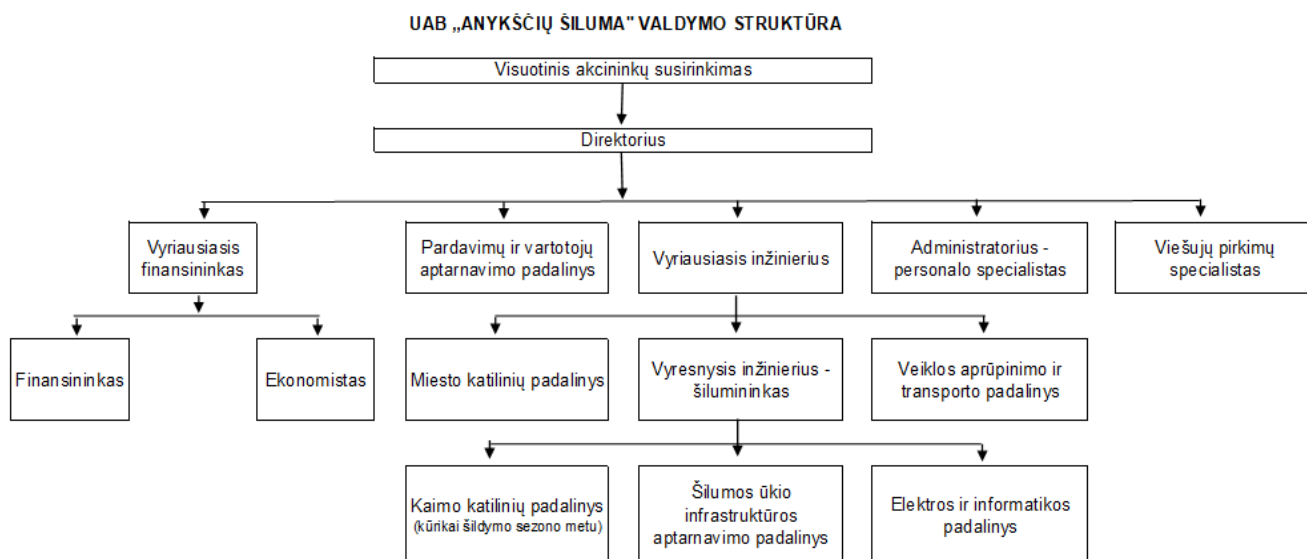 UAB „ANYKŠČIŲ ŠILUMA" VALDYMO STRUKTŪRA
Visuotinis akcininkų susirinkimas
Direktorius
Vyriausiasis
finansininkas
Pardavimų ir vartotojų
aptarnavimo padalinys
Vyriausiasis inžinierius
Administratorius -
personalo specialistas
Viešųjų pirkimų
specialistas
Finansininkas
Ekonomistas
Miesto katilinių padalinys
Vyresnysis inžinierius -
šilumininkas
Veiklos aprūpinimo ir
transporto padalinys
Kaimo katilinių padalinys
(kūrikai šildymo sezono metu)
Šilumos ūkio
infrastruktūros
aptarnavimo padalinys
Elektros ir informatikos
padalinys